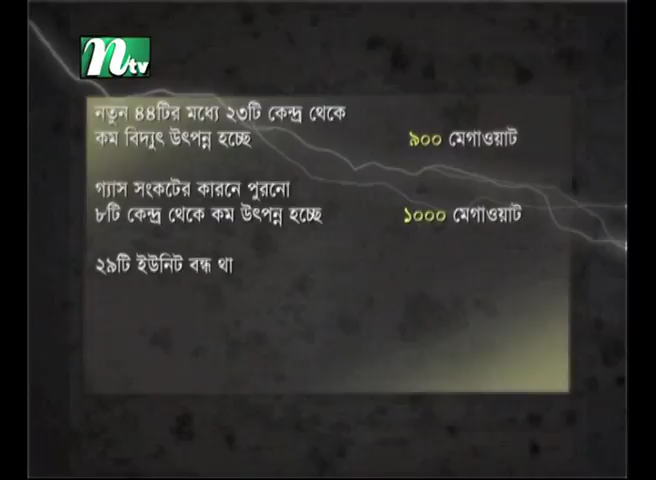 ntv
নতুন ৪৪টির মধ্যে ২৩টি কেন্দ্র থেকে
কম বিদ্যুৎ উৎপন্ন হচ্ছে ৯০০ মেগাওয়াট
গ্যাস সংকটের কারনে পুরনো
৮টি কেন্দ্র থেকে কম উৎপন্ন হচ্ছে ১০০০ মেগাওয়াট
২৯টি ইউনিট বন্ধ থা